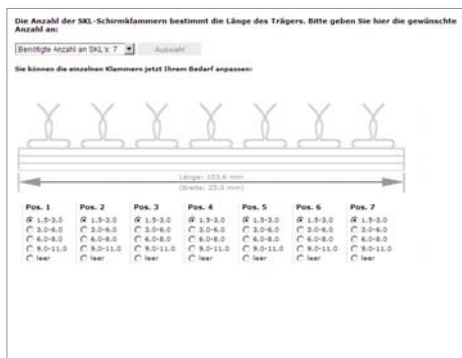 Die Anzahl der SKL-Schirmklammern bestimmt die Länge des Trägers. Bitte geben Sie hier die gewünschte
Anzahl an:
Benötigte Anzahl an SKL's: 7 Auswahl
Sie können die einzelnen Klammern jetzt Ihrem Bedarf anpassen:
Länge: 103,6 mm
(Breite: 25,0 mm)
Pos. 1 Pos. 2 Pos. 3 Pos. 4 Pos. 5 Pos. 6 Pos. 7
1.5-3.0 1.5-3.0 1.5-3.0 1.5-3.0 1.5-3.0 1.5-3.0 1.5-3.0
3.0-6.0 3.0-6.0 3.0-6.0 3.0-6.0 3.0-6.0 3.0-6.0 3.0-6.0
6.0-8.0 6.0-8.0 6.0-8.0 6.0-8.0 6.0-8.0 6.0-8.0 6.0-8.0
9.0-11.0 9.0-11.0 9.0-11.0 9.0-11.0 9.0-11.0 9.0-11.0 9.0-11.0
leer leer leer leer leer leer leer